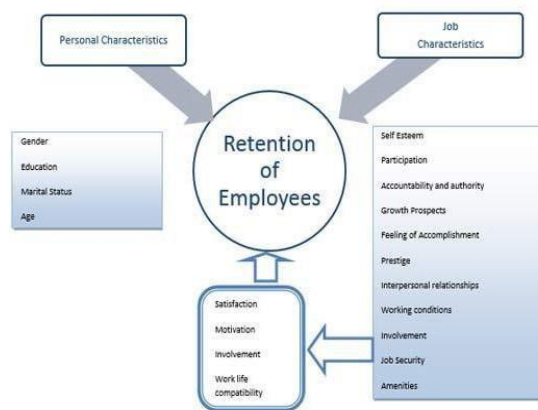 Personal Characteristics
Job
Characteristics
Retention
of
Employees
Gender
Education
Marital Status
Age
Self Esteem
Participation
Accountability and authority
Growth Prospects
Feeling of Accomplishment
Prestige
Interpersonal relationships
Working conditions
Involvement
Job Security
Amenities
Satisfaction
Motivation
Involvement
Work life
compatibility